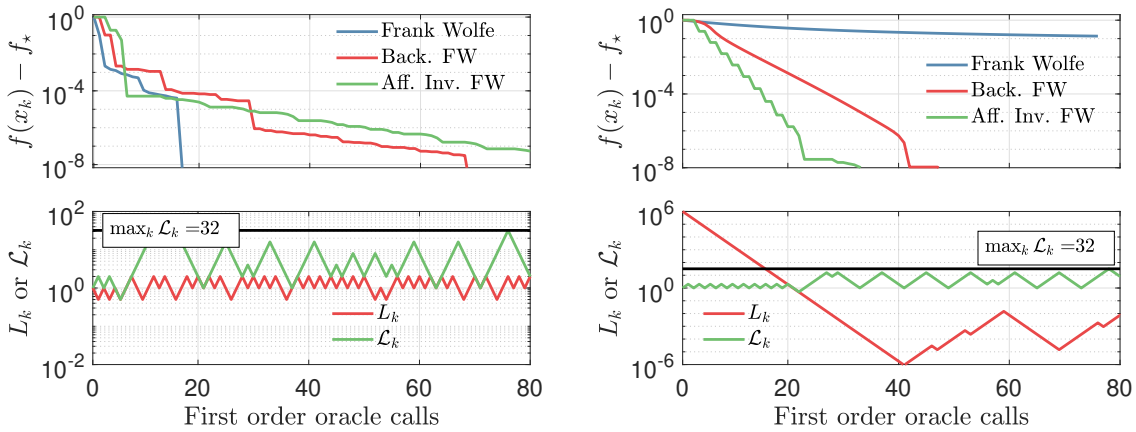 10^0
10^-4
10^-8
f(x_k) − f_⋆
Frank Wolfe
Back. FW
Aff. Inv. FW
10^0
10^-4
10^-8
f(x_k) − f_⋆
Frank Wolfe
Back. FW
Aff. Inv. FW
10^2
10^0
10^-2
L_k or ℒ_k
max_k ℒ_k =32
L_k
ℒ_k
0 20 40 60 80
First order oracle calls
10^6
10^0
10^-6
L_k or ℒ_k
max_k ℒ_k =32
L_k
ℒ_k
0 20 40 60 80
First order oracle calls